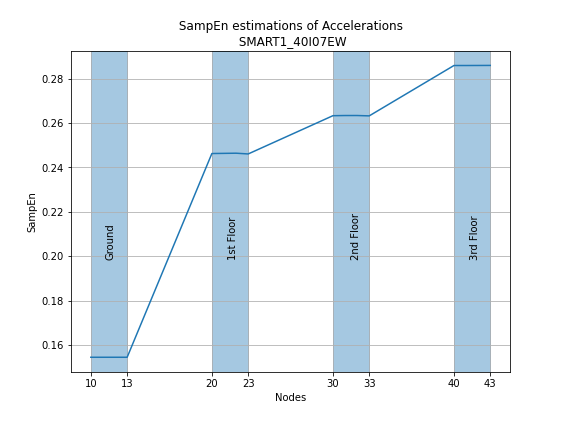 SampEn estimations of Accelerations
SMART1_40I07EW
SampEn
0.28
0.26
0.24
0.22
0.20
0.18
0.16
Ground
1st Floor
2nd Floor
3rd Floor
10 13 20 23 30 33 40 43
Nodes